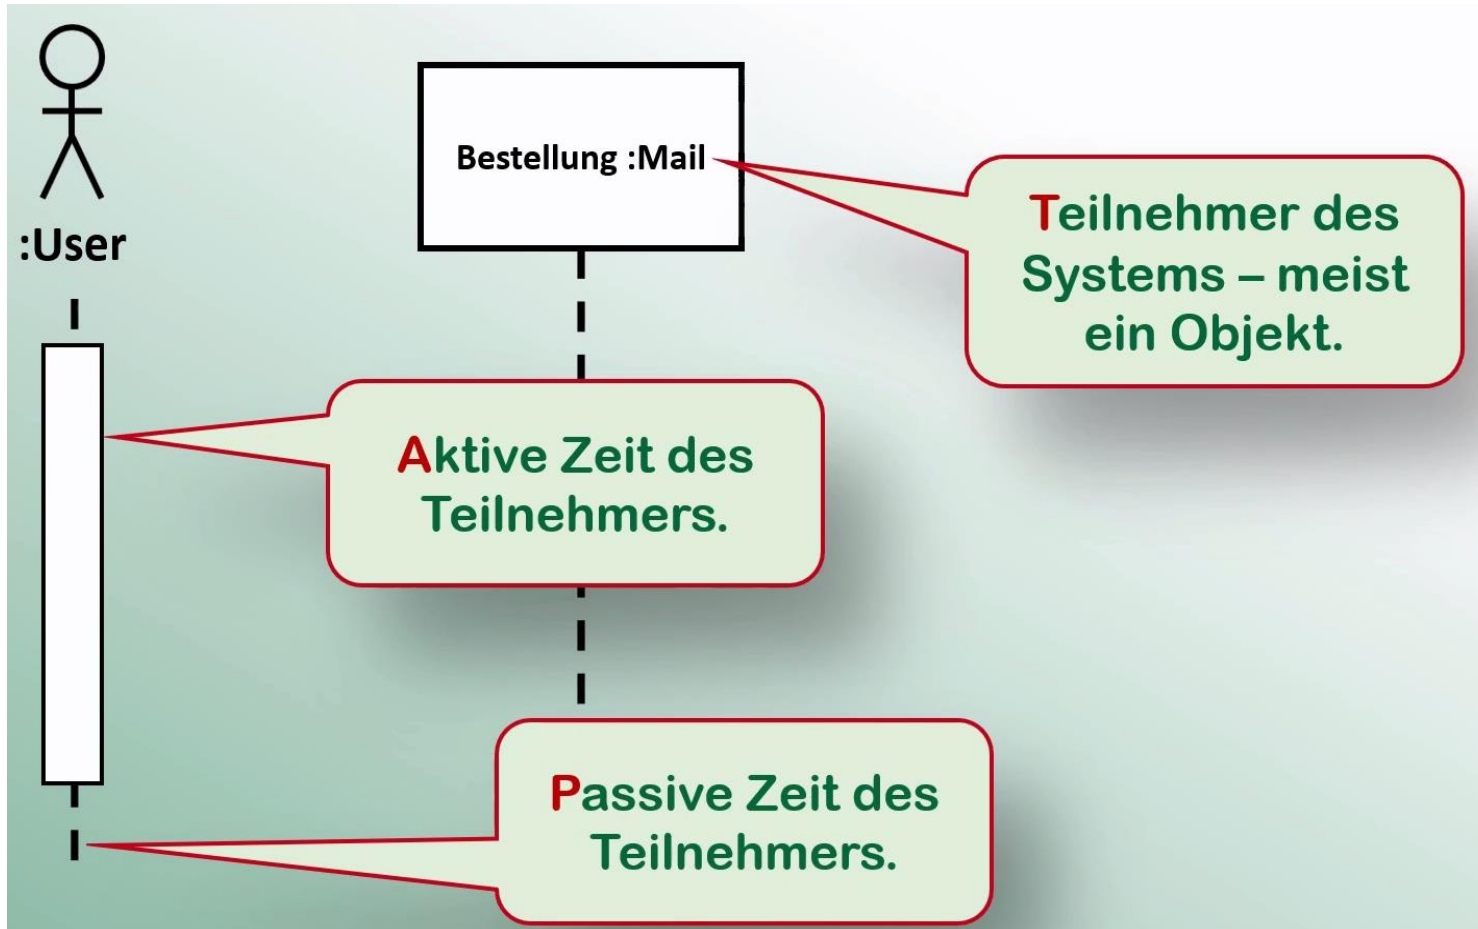 :User
Bestellung :Mail
Teilnehmer des
Systems – meist
ein Objekt.
Aktive Zeit des
Teilnehmers.
Passive Zeit des
Teilnehmers.